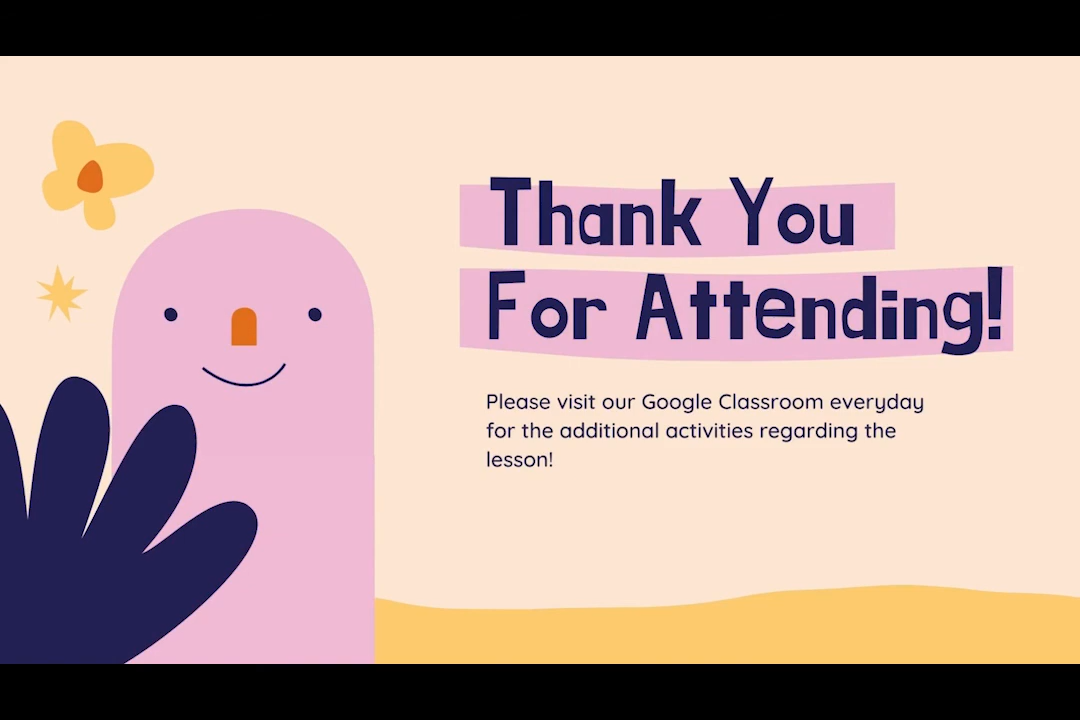 Thank You
For Attending!
Please visit our Google Classroom everyday
for the additional activities regarding the
lesson!